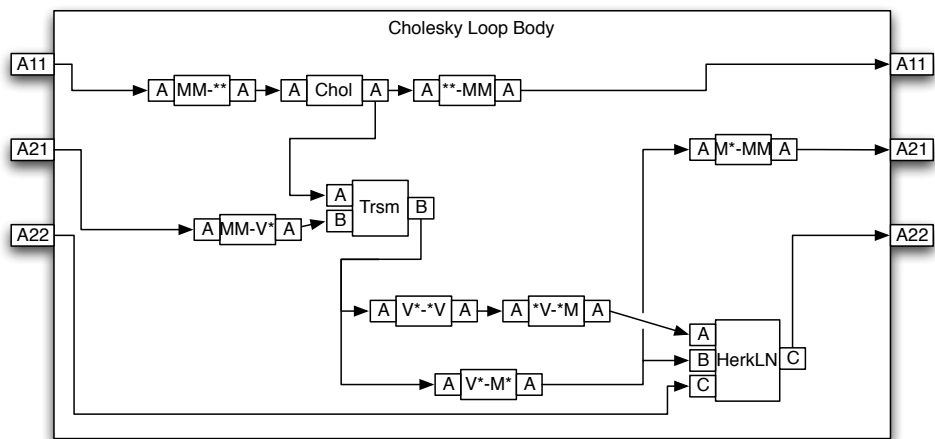 Cholesky Loop Body
A11
A MM-** A
A Chol A
A **-MM A
A11
A21
A M*-MM A
A21
A
B
Trsm
B
A MM-V* A
A22
A22
A V*-*V A
A *V-*M A
A
B
C
HerkLN
C
A V*-M* A